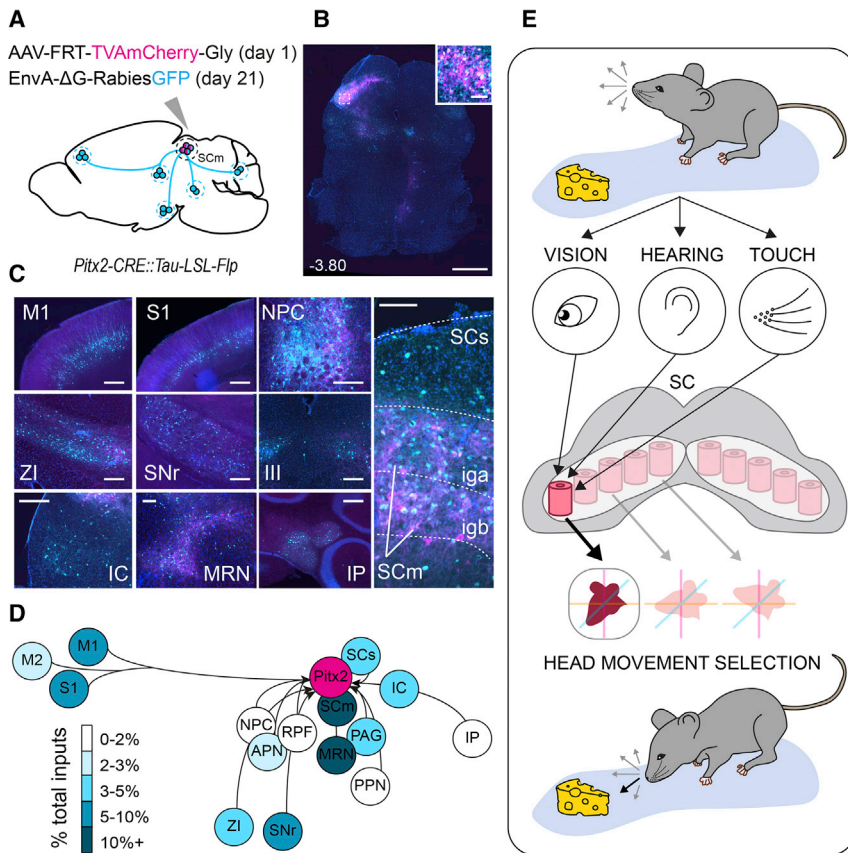 A
AAV-FRT-TVAmCherry-Gly (day 1)
EnvA-ΔG-RabiesGFP (day 21)
SCm
Pitx2-CRE::Tau-LSL-Flp
B
-3.80
C
M1
S1
NPC
ZI
SNr
III
IC
MRN
IP
SCs
iga
igb
SCm
D
M2
M1
S1
Pitx2
SCs
SCm
IC
NPC
APN
RPF
MRN
PAG
PPN
IP
ZI
SNr
% total inputs
0-2%
2-3%
3-5%
5-10%
10%+
E
VISION
HEARING
TOUCH
SC
HEAD MOVEMENT SELECTION